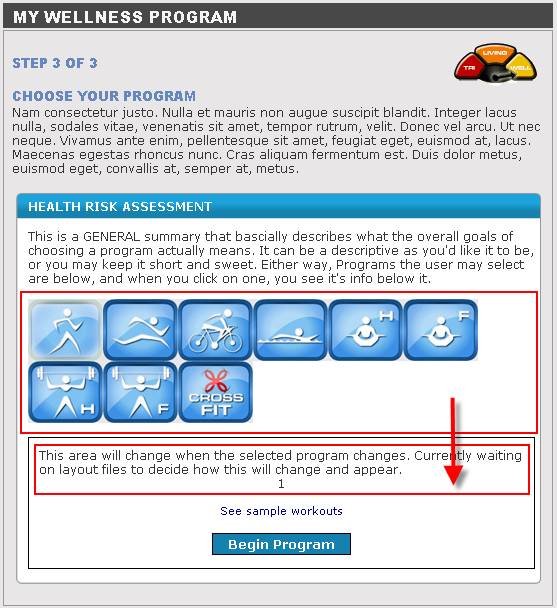 MY WELLNESS PROGRAM
STEP 3 OF 3
TRI
LIVING
WELL
CHOOSE YOUR PROGRAM
Nam consectetur justo. Nulla et mauris non augue suscipit blandit. Integer lacus
nulla, sodales vitae, venenatis sit amet, tempor rutrum, velit. Donec vel arcu. Ut nec
neque. Vivamus ante enim, pellentesque sit amet, feugiat eget, euismod at, lacus.
Maecenas egestas rhoncus nunc. Cras aliquam fermentum est. Duis dolor metus,
euismod eget, convallis at, semper at, metus.
HEALTH RISK ASSESSMENT
This is a GENERAL summary that bascially describes what the overall goals of
choosing a program actually means. It can be a descriptive as you'd like it to be,
or you may keep it short and sweet. Either way, Programs the user may select
are below, and when you click on one, you see it's info below it.
H
F
H
F
CROSS
FIT
This area will change when the selected program changes. Currently waiting
on layout files to decide how this will change and appear.
1
See sample workouts
Begin Program